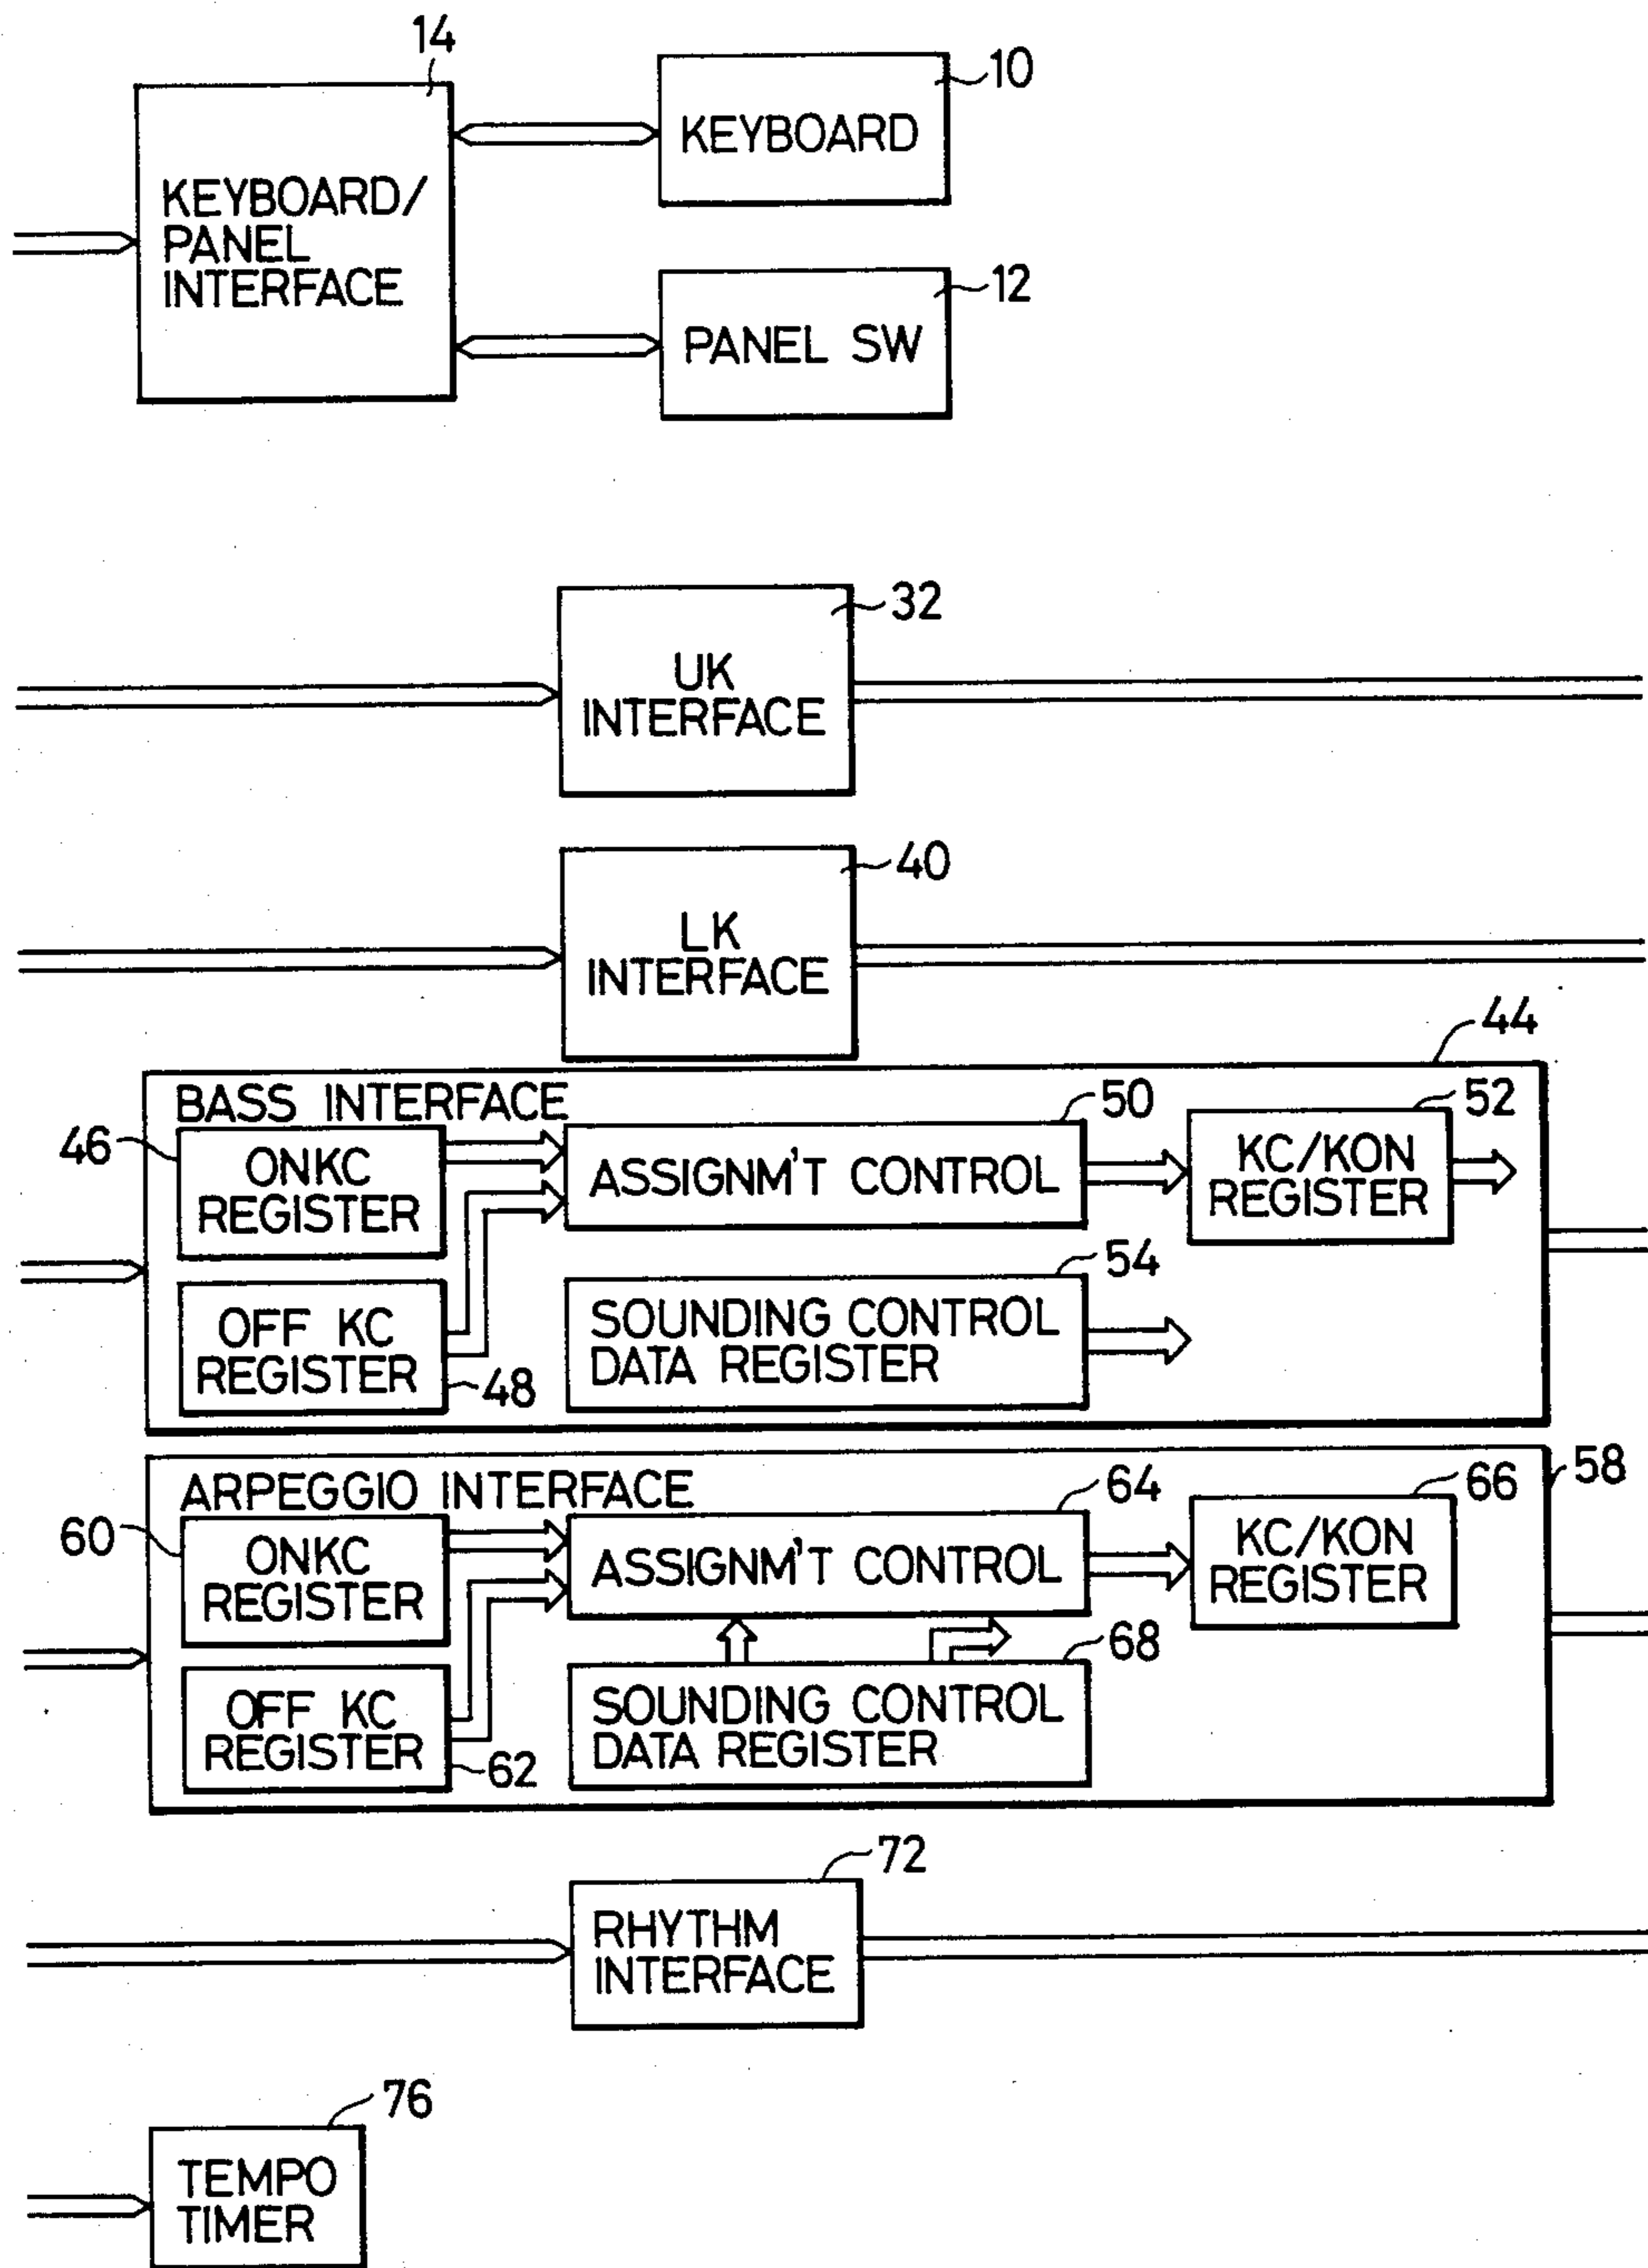 14
10
KEYBOARD
KEYBOARD/
PANEL
INTERFACE
12
PANEL SW
32
UK
INTERFACE
40
LK
INTERFACE
44
BASS INTERFACE
46
ONKC
REGISTER
50
ASSIGNM'T CONTROL
52
KC/KON
REGISTER
OFF KC
REGISTER
48
54
SOUNDING CONTROL
DATA REGISTER
58
ARPEGGIO INTERFACE
60
ONKC
REGISTER
64
ASSIGNM'T CONTROL
66
KC/KON
REGISTER
OFF KC
REGISTER
62
68
SOUNDING CONTROL
DATA REGISTER
72
RHYTHM
INTERFACE
76
TEMPO
TIMER